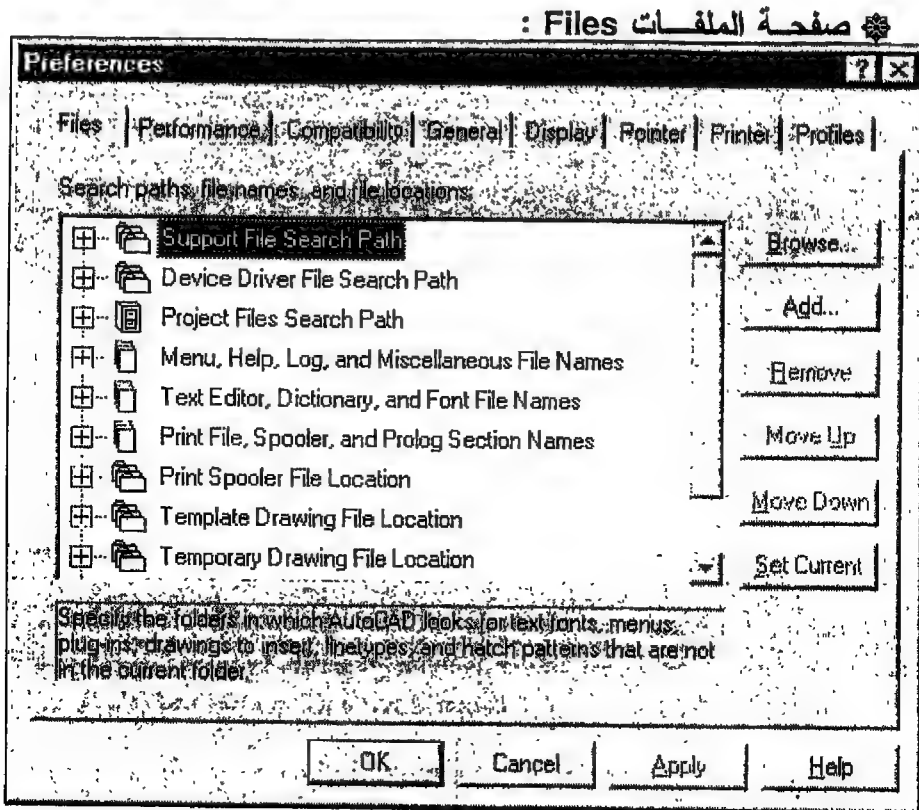 صفحة الملفات Files :
Preferences
Files Performance Compatibility General Display Pointer Printer Profiles
Search paths, file names, and file locations:
Support File Search Path
Browse...
Device Driver File Search Path
Add...
Project Files Search Path
Menu, Help, Log, and Miscellaneous File Names
Remove
Text Editor, Dictionary, and Font File Names
Print File, Spooler, and Prolog Section Names
Move Up
Print Spooler File Location
Template Drawing File Location
Move Down
Temporary Drawing File Location
Set Current
Specify the folders in which AutoCAD looks for text fonts, menus,
plug-ins, drawings to insert, linetypes, and hatch patterns that are not
in the current folder.
OK Cancel Apply Help